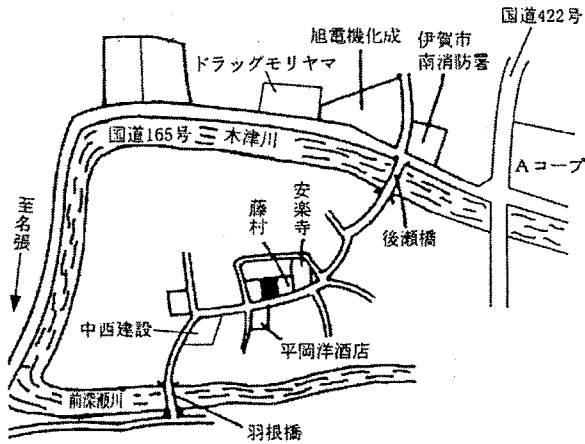 国道422号
旭電機化成
伊賀市
南消防署
ドラッグモリヤマ
国道165号
木津川
Aコープ
安楽寺
藤村
後瀬橋
至名張
中西建設
平岡洋酒店
前深瀬川
羽根橋